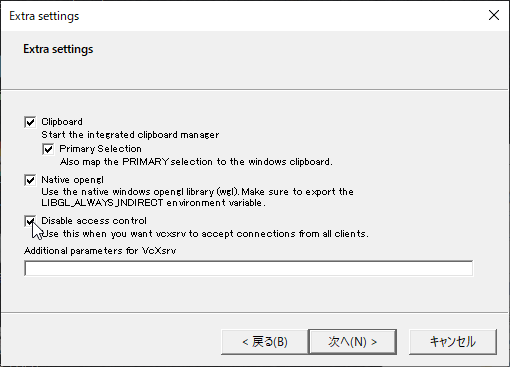 Extra settings
Extra settings
Clipboard
Start the integrated clipboard manager
Primary Selection
Also map the PRIMARY selection to the windows clipboard.
Native opengl
Use the native windows opengl library (wgl). Make sure to export the
LIBGL_ALWAYS_INDIRECT environment variable.
Disable access control
Use this when you want vcxsrv to accept connections from all clients.
Additional parameters for VcXsrv
< 戻る(B)
次へ(N) >
キャンセル